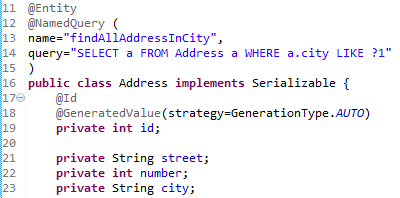 11 @Entity
12 @NamedQuery (
13 name="findAllAddressInCity",
14 query="SELECT a FROM Address a WHERE a.city LIKE ?1"
15 )
16 public class Address implements Serializable {
17 @Id
18 @GeneratedValue(strategy=GenerationType.AUTO)
19 private int id;
20
21 private String street;
22 private int number;
23 private String city;